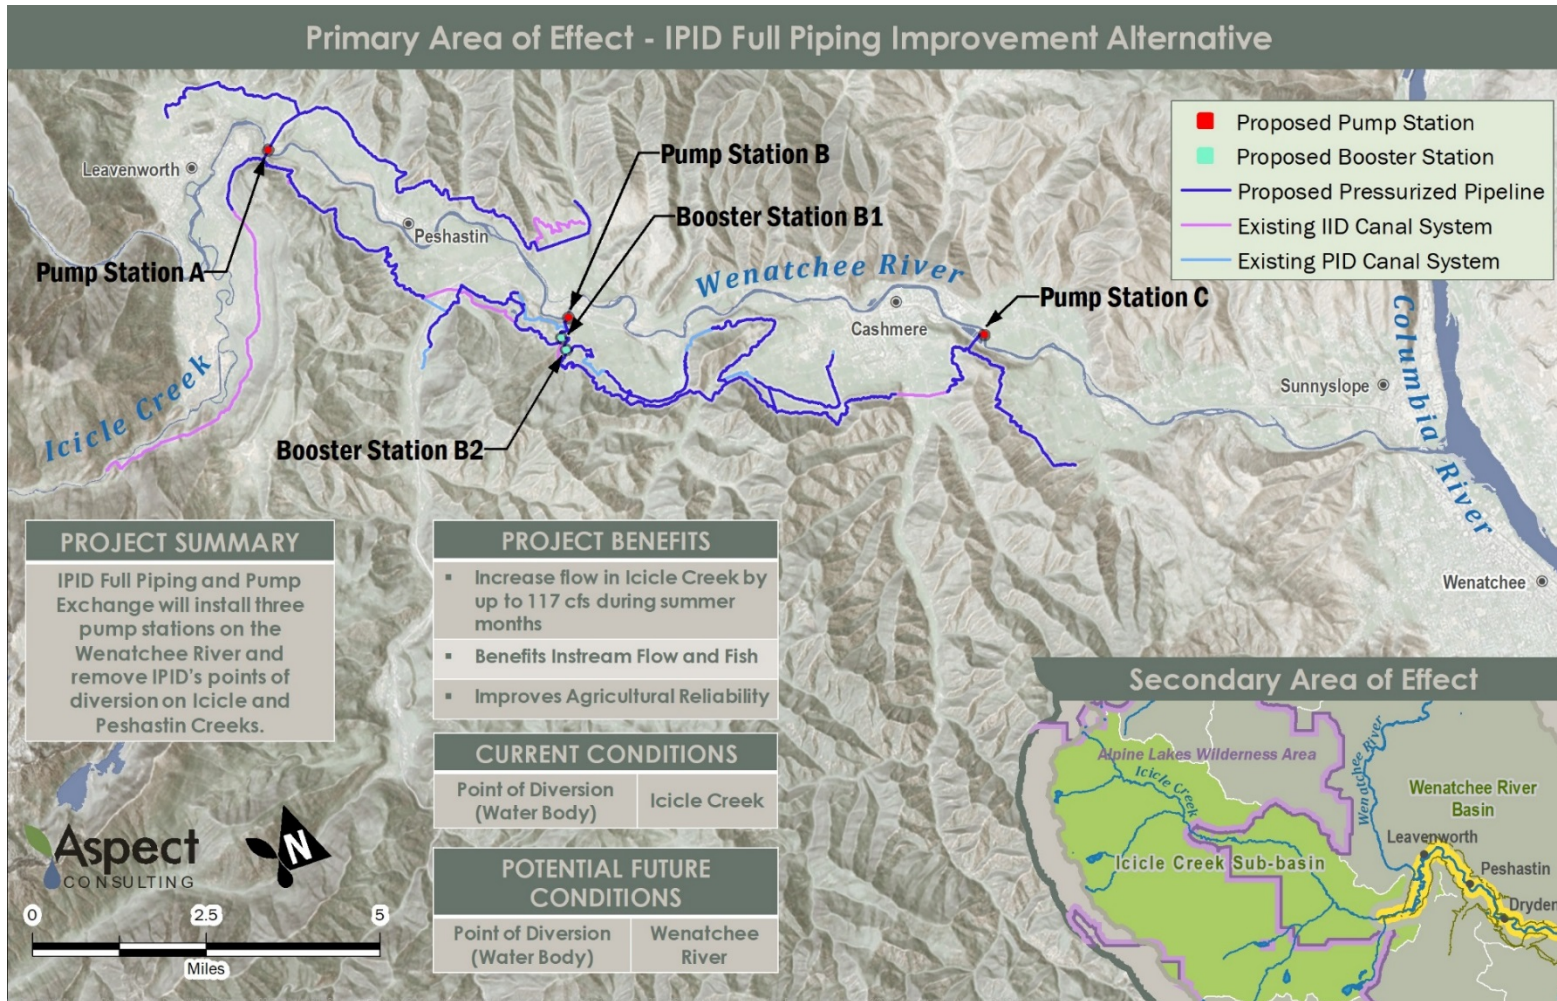 Primary Area of Effect - IPID Full Piping Improvement Alternative
Proposed Pump Station
Proposed Booster Station
Proposed Pressurized Pipeline
Existing IID Canal System
Existing PID Canal System
Leavenworth
Pump Station A
Peshastin
Pump Station B
Booster Station B1
Wenatchee River
Cashmere
Pump Station C
Columbia River
Sunnyslope
Icicle Creek
Booster Station B2
Wenatchee
PROJECT SUMMARY
IPID Full Piping and Pump
Exchange will install three
pump stations on the
Wenatchee River and
remove IPID's points of
diversion on Icicle and
Peshastin Creeks.
PROJECT BENEFITS
▪ Increase flow in Icicle Creek by
up to 117 cfs during summer
months
▪ Benefits Instream Flow and Fish
▪ Improves Agricultural Reliability
CURRENT CONDITIONS
Point of Diversion
(Water Body)
Icicle Creek
POTENTIAL FUTURE
CONDITIONS
Point of Diversion
(Water Body)
Wenatchee
River
Aspect
CONSULTING
N
0 2.5 5
Miles
Secondary Area of Effect
Alpine Lakes Wilderness Area
Icicle Creek
Wenatchee River
Wenatchee River
Basin
Leavenworth
Icicle Creek Sub-basin
Peshastin
Dryden